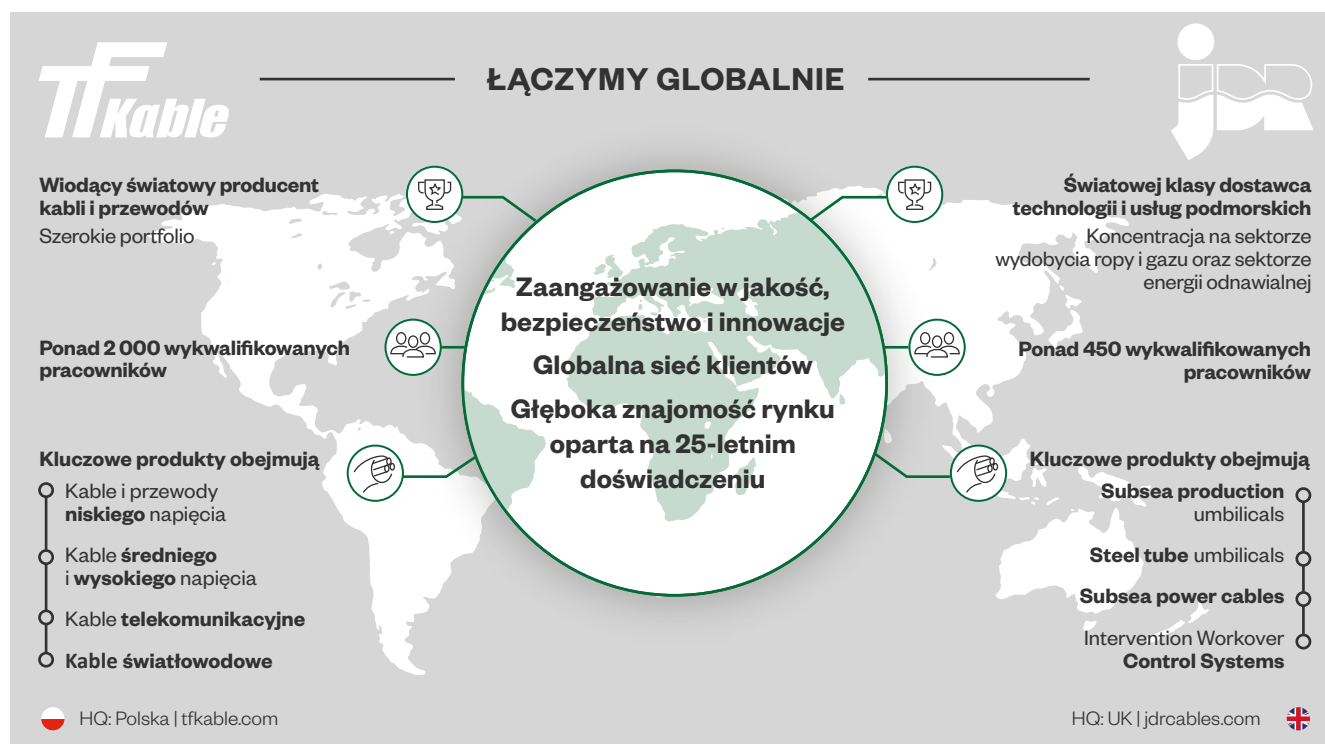 TF Kable
ŁĄCZYMY GLOBALNIE
jDR
Wiodący światowy producent
kabli i przewodów
Szerokie portfolio
Ponad 2 000 wykwalifikowanych
pracowników
Kluczowe produkty obejmują
Kable i przewody
niskiego napięcia
Kable średniego
i wysokiego napięcia
Kable telekomunikacyjne
Kable światłowodowe
HQ: Polska | tfkable.com
Zaangażowanie w jakość,
bezpieczeństwo i innowacje
Globalna sieć klientów
Głęboka znajomość rynku
oparta na 25-letnim
doświadczeniu
Światowej klasy dostawca
technologii i usług podmorskich
Koncentracja na sektorze
wydobycia ropy i gazu oraz sektorze
energii odnawialnej
Ponad 450 wykwalifikowanych
pracowników
Kluczowe produkty obejmują
Subsea production
umbilicals
Steel tube umbilicals
Subsea power cables
Intervention Workover
Control Systems
HQ: UK | jdrcables.com